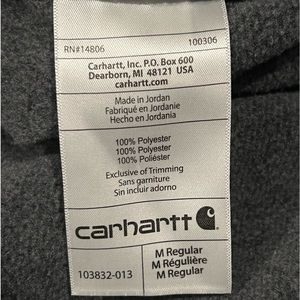 RN#14806 100306
Carhartt, Inc. P.O. Box 600
Dearborn, MI 48121 USA
carhartt.com
Made in Jordan
Fabriqué en Jordanie
Hecho en Jordania
100% Polyester
100% Polyester
100% Poliéster
Exclusive of Trimming
Sans garniture
Sin incluir adorno
carhartt
103832-013
M Regular
M Régulière
M Regular